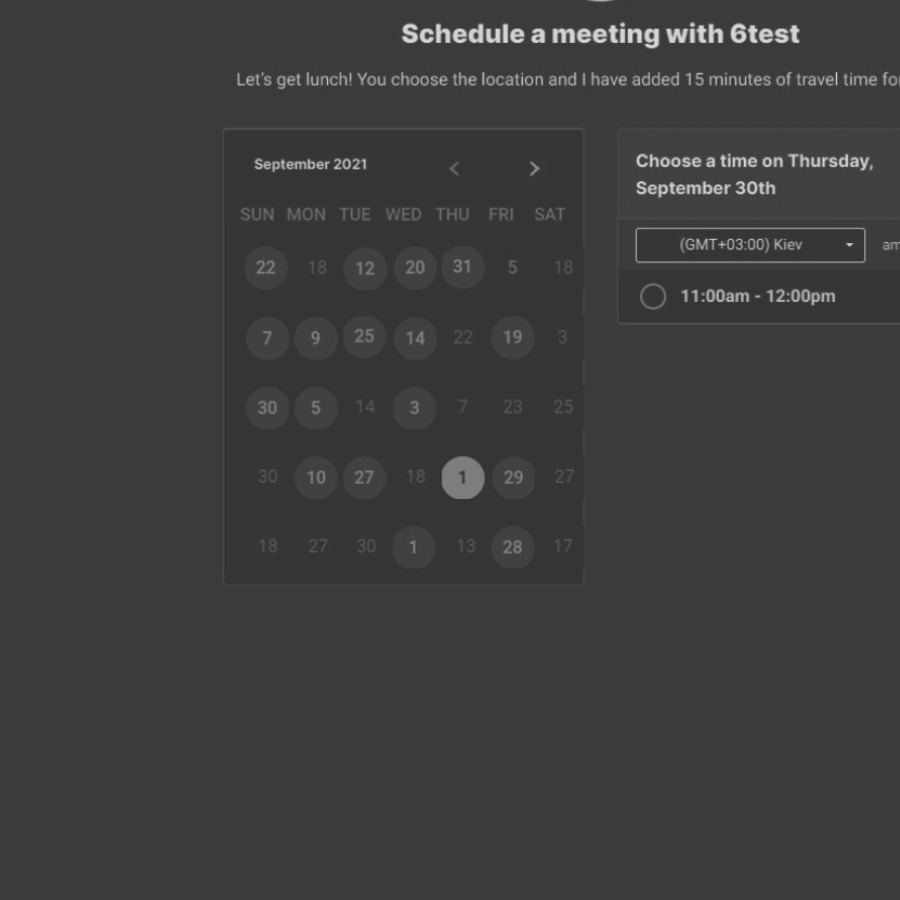 Schedule a meeting with 6test
Let's get lunch! You choose the location and I have added 15 minutes of travel time
September 2021
SUN MON TUE WED THU FRI SAT
22 18 12 20 31 5 18
7 9 25 14 22 19 3
30 5 14 3 7 23 25
30 10 27 18 1 29 27
18 27 30 1 13 28 17
Choose a time on Thursday,
September 30th
(GMT+03:00) Kiev
11:00am - 12:00pm